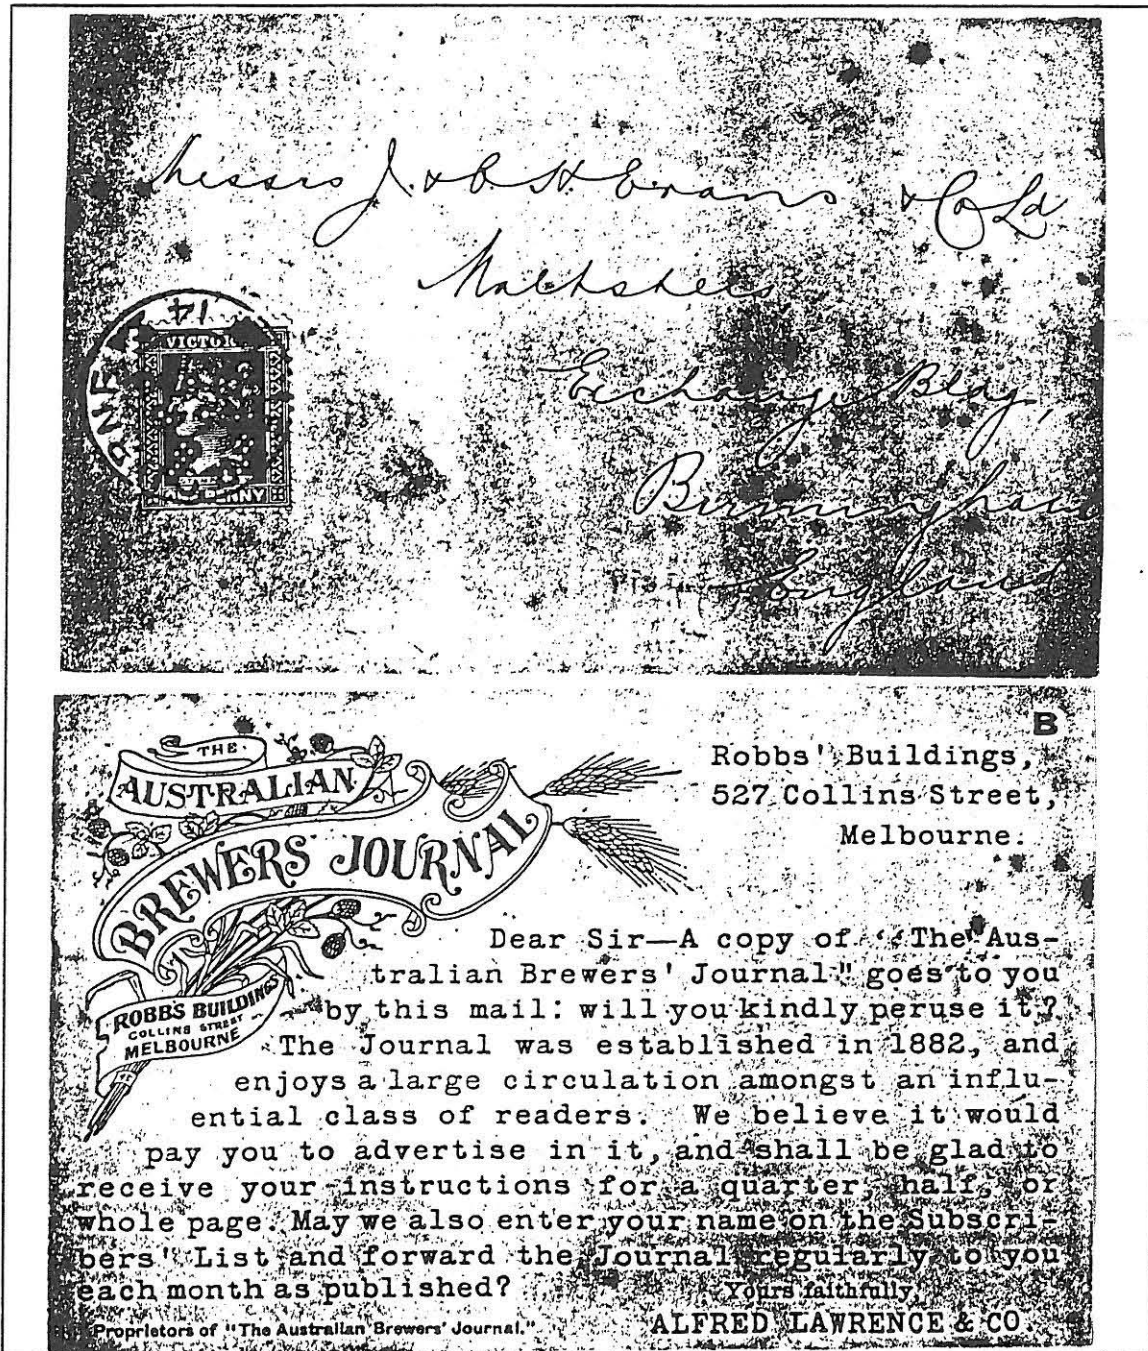 Messrs J. & C. H. Evans & Co Ld
Maltsters
Exchange Bldg,
Birmingham
England
14
VICTOR
PENNY
B
THE
AUSTRALIAN
BREWERS JOURNAL
ROBBS BUILDINGS
COLLINS STREET
MELBOURNE
Robbs' Buildings,
527 Collins Street,
Melbourne.
Dear Sir—A copy of "The Aus-
tralian Brewers' Journal" goes to you
by this mail: will you kindly peruse it?
The Journal was established in 1882, and
enjoys a large circulation amongst an influ-
ential class of readers. We believe it would
pay you to advertise in it, and shall be glad to
receive your instructions for a quarter, half, or
whole page. May we also enter your name on the Subscri-
bers' List and forward the Journal regularly to you
each month as published?
Yours faithfully,
Proprietors of "The Australian Brewers' Journal."
ALFRED LAWRENCE & CO.